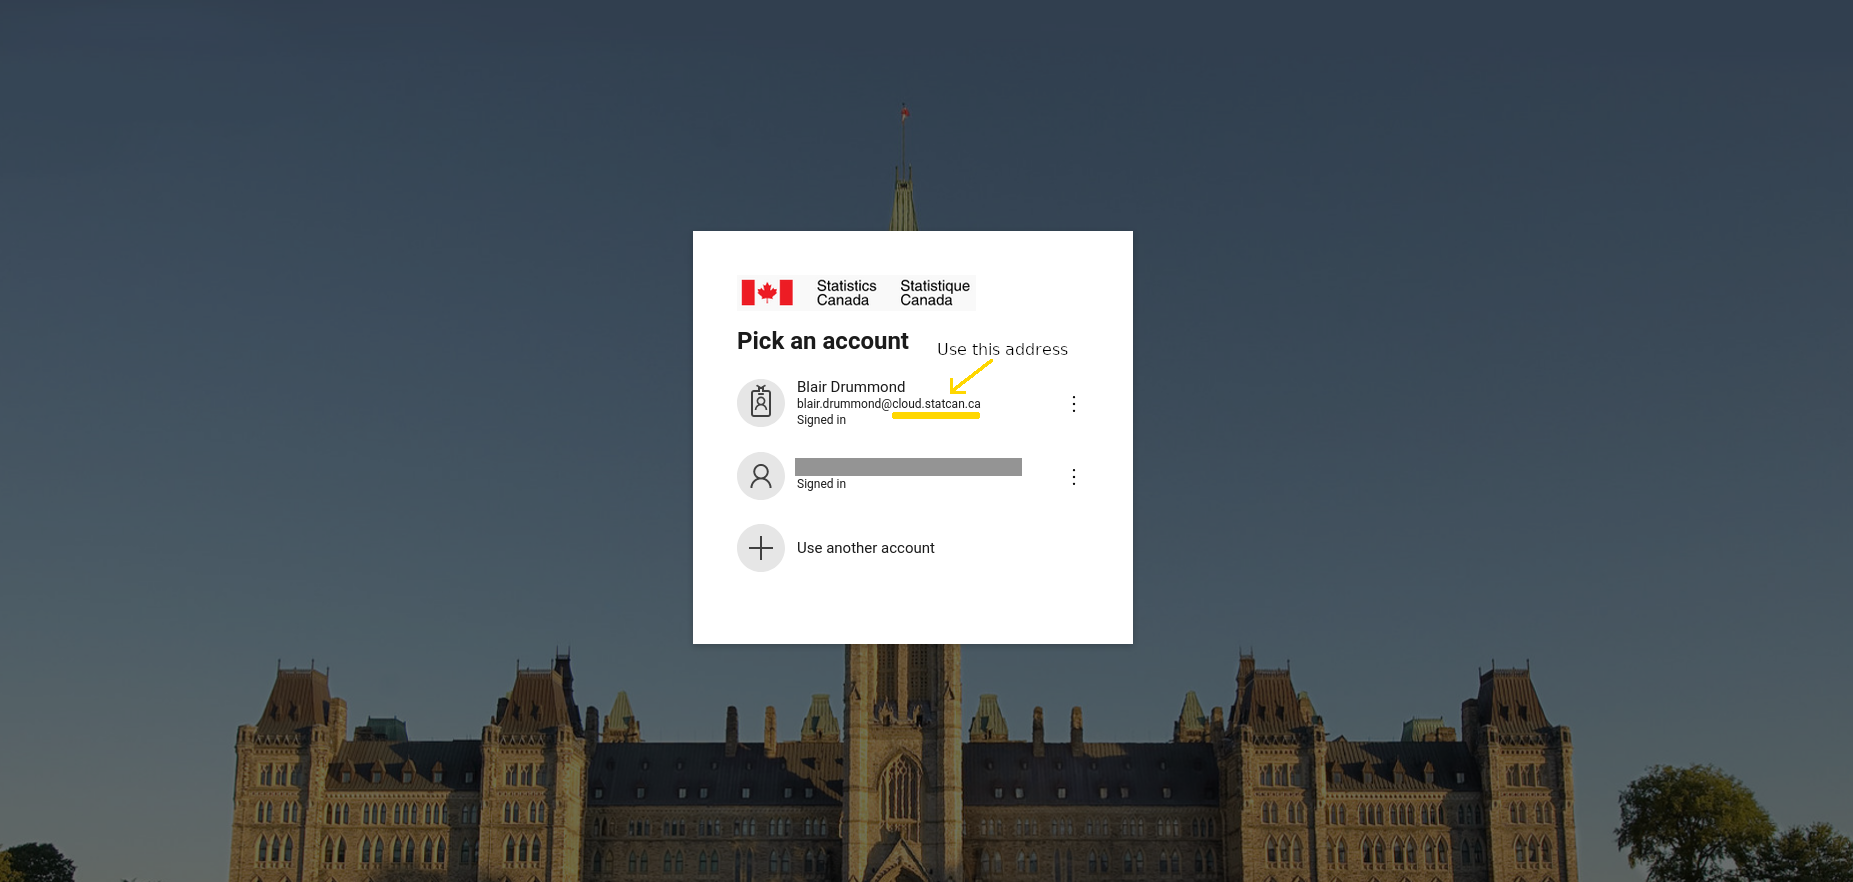 Statistics Statistique
Canada Canada
Pick an account
Use this address
Blair Drummond
blair.drummond@cloud.statcan.ca
Signed in
Signed in
Use another account